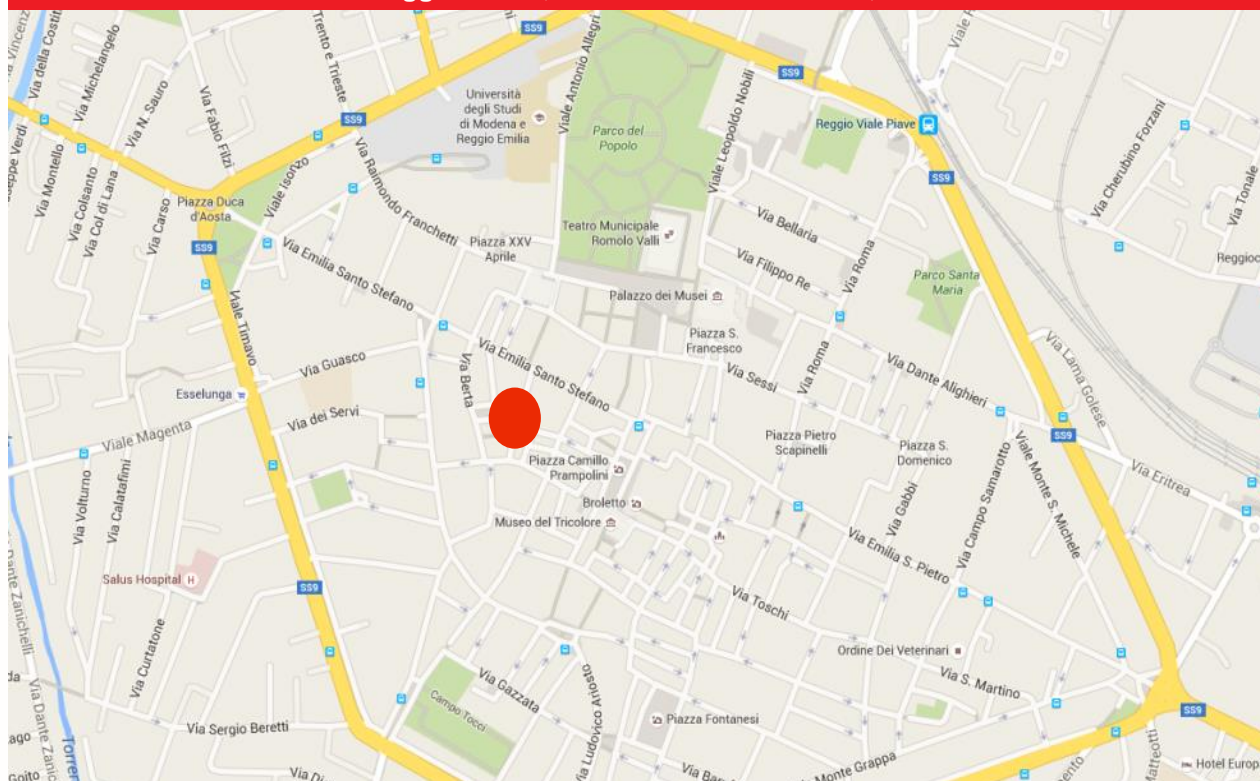 SS9
Via della Costit
Via Michelangelo
Trento e Trieste
Viale Antonio Allegri
Università
degli Studi
di Modena e
Reggio Emilia
SS9
Via N. Sauro
Via Fabio Filzi
SS9
Parco del
Popolo
Viale Leopoldo Nobili
Reggio Viale Piave
Via Cherubino Forzani
Via Tonale
SS9
Via Montello
Via Colsanto
Via Col di Lana
Via Carso
Viale Isonzo
Piazza Duca
d'Aosta
SS9
Via Raimondo Franchetti
Piazza XXV
Aprile
Teatro Municipale
Romolo Valli
Via Bellaria
Via Filippo Re
Via Roma
Parco Santa
Maria
Reggioc
Via Emilia Santo Stefano
Palazzo dei Musei
Viale Timavo
Piazza S.
Francesco
Via Guasco
Via Berta
Via Emilia Santo Stefano
Via Sessi
Via Roma
Via Dante Alighieri
Via Lama Golese
Esselunga
Via dei Servi
Viale Magenta
Piazza Pietro
Scapinelli
Piazza S.
Domenico
SS9
Via Eritrea
Via Volturno
Via Calatafimi
Piazza Camillo
Prampolini
Broletto
Museo del Tricolore
Via Gabbi
Via Campo Samarotto
Viale Monte S. Michele
Via Emilia S. Pietro
Salus Hospital
H
SS9
Via Toschi
Via Dante Zanichelli
Via Curtatone
Ordine Dei Veterinari
Via S. Martino
Via Gazzata
Campo Tocci
Via Ludovico Ariosto
Piazza Fontanesi
SS9
Via Sergio Beretti
Monte Grappa
Hotel Europ
Goito